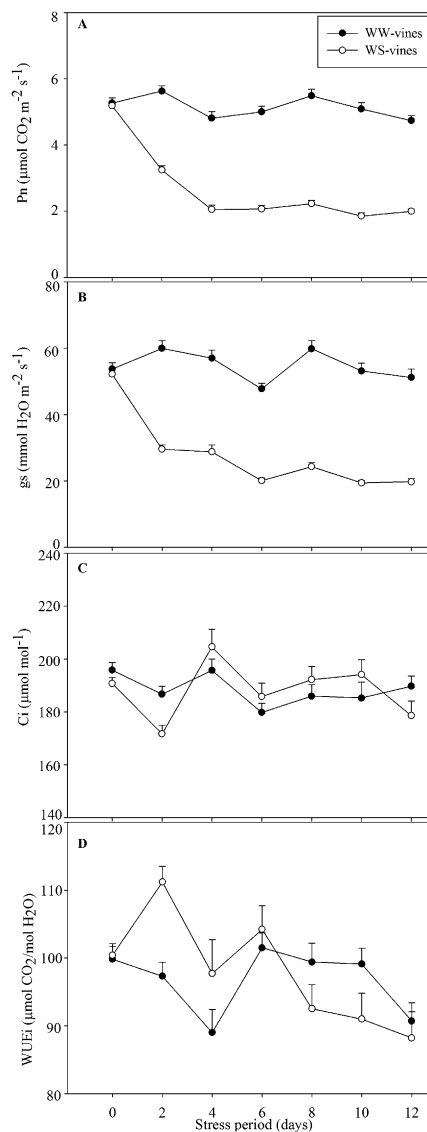 A
WW-vines
WS-vines
8
6
4
2
0
Pn (µmol CO₂ m⁻² s⁻¹)
B
80
60
40
20
0
gs (mmol H₂O m⁻² s⁻¹)
C
240
220
200
180
160
140
Ci (µmol mol⁻¹)
D
120
110
100
90
80
WUEi (µmol CO₂/mol H₂O)
0 2 4 6 8 10 12
Stress period (days)